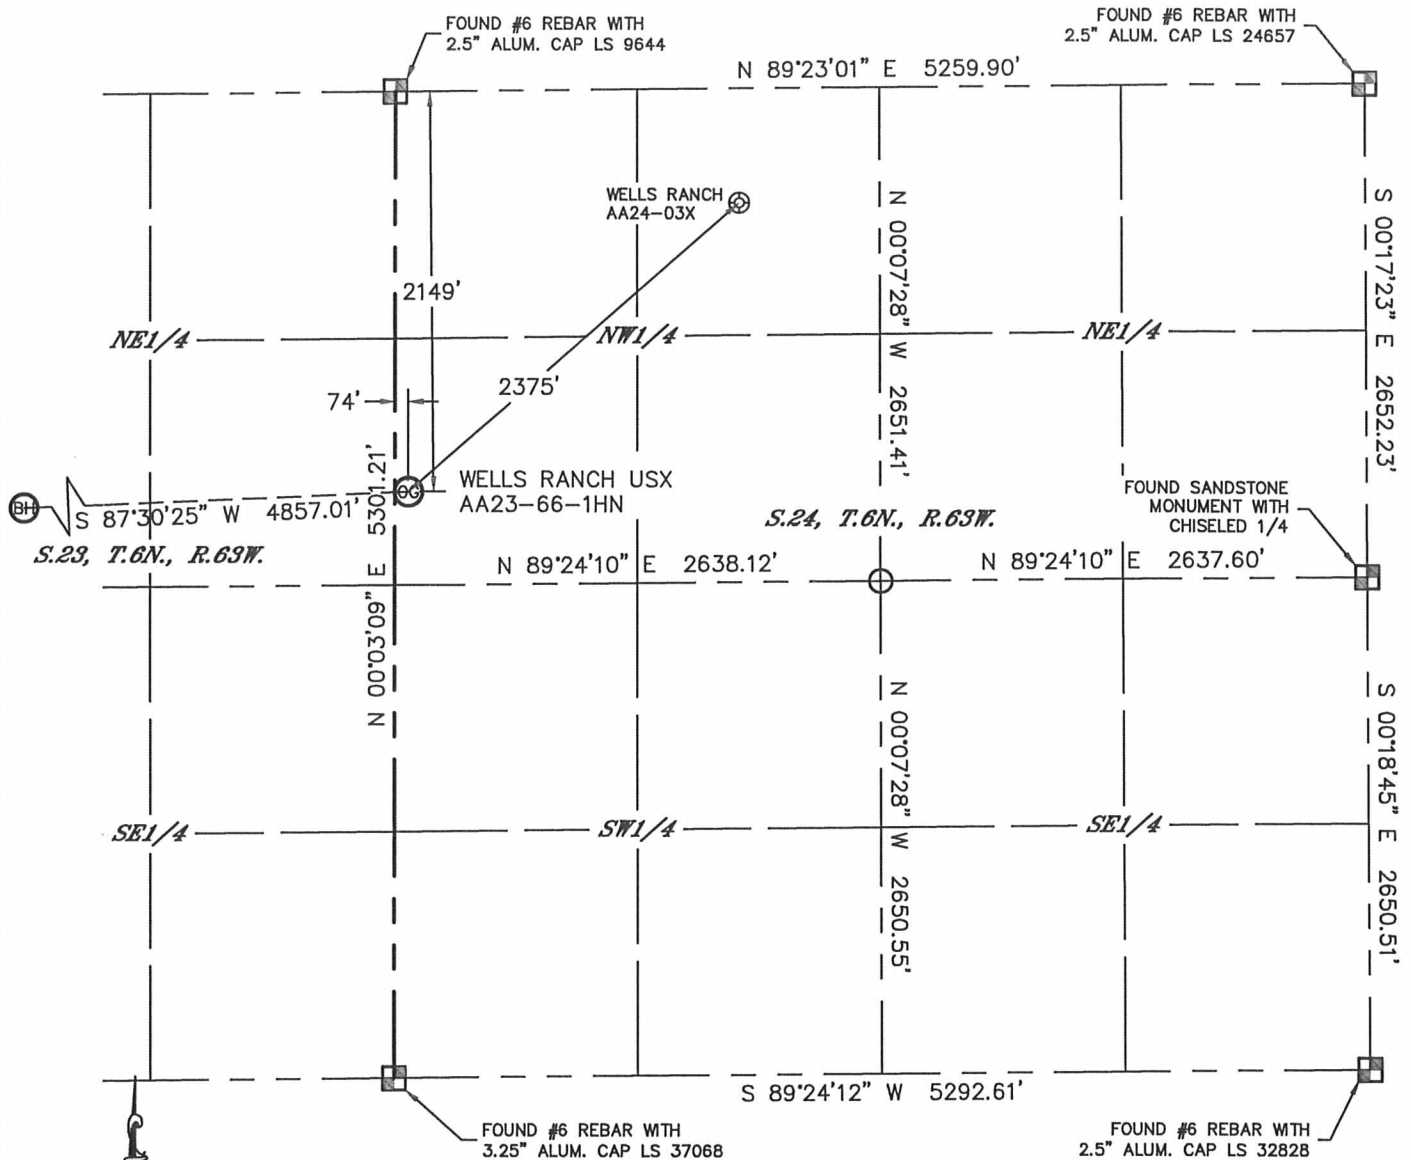 FOUND #6 REBAR WITH
2.5" ALUM. CAP LS 9644
FOUND #6 REBAR WITH
2.5" ALUM. CAP LS 24657
N 89°23'01" E 5259.90'
WELLS RANCH
AA24-03X
N 00°07'28" W 2651.41'
S 00°17'23" E 2652.23'
2149'
NE1/4
NW1/4
NE1/4
2375'
74'
N 00°03'09" E 5301.21'
WELLS RANCH USX
AA23-66-1HN
OG
BH
S 87°30'25" W 4857.01'
S.23, T.6N., R.63W.
S.24, T.6N., R.63W.
FOUND SANDSTONE
MONUMENT WITH
CHISELED 1/4
N 89°24'10" E 2638.12'
N 89°24'10" E 2637.60'
N 00°07'28" W 2650.55'
S 00°18'45" E 2650.51'
SE1/4
SW1/4
SE1/4
S 89°24'12" W 5292.61'
FOUND #6 REBAR WITH
3.25" ALUM. CAP LS 37068
FOUND #6 REBAR WITH
2.5" ALUM. CAP LS 32828